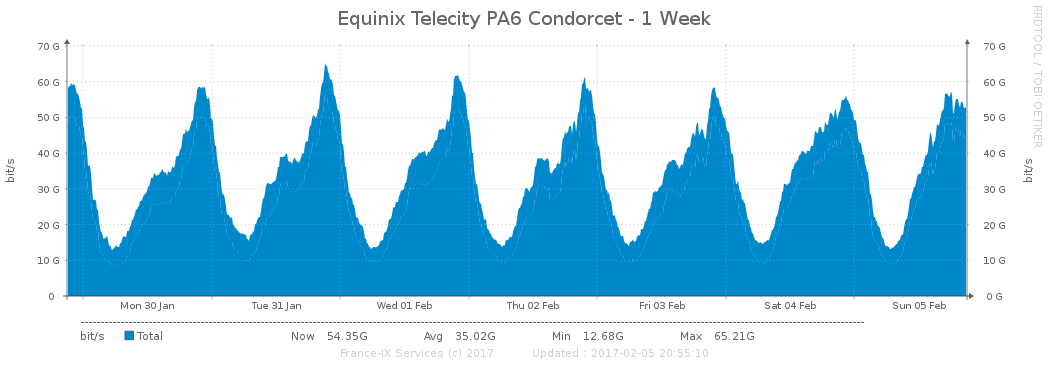 Equinix Telecity PA6 Condorcet - 1 Week
RRDTOOL / TOBI OETIKER
bit/s
70 G
60 G
50 G
40 G
30 G
20 G
10 G
0
70 G
60 G
50 G
40 G
30 G
20 G
10 G
0 G
bit/s
Mon 30 Jan Tue 31 Jan Wed 01 Feb Thu 02 Feb Fri 03 Feb Sat 04 Feb Sun 05 Feb
bit/s Total Now 54.35G Avg 35.02G Min 12.68G Max 65.21G
France-IX Services (c) 2017 Updated : 2017-02-05 20:55:10